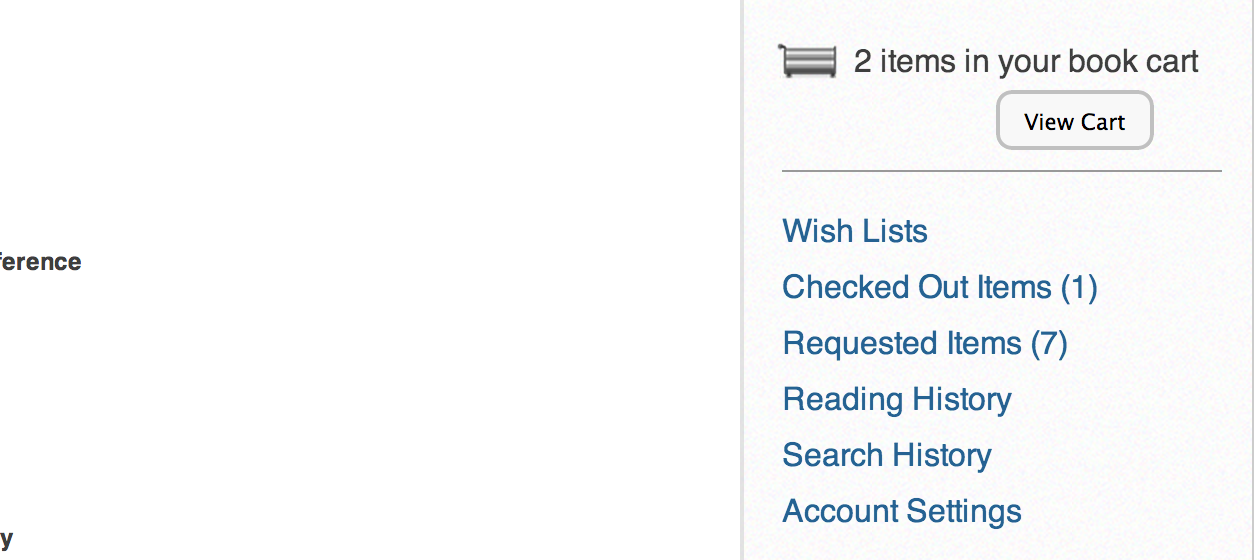 2 items in your book cart
View Cart
Wish Lists
ference
Checked Out Items (1)
Requested Items (7)
Reading History
Search History
Account Settings
y